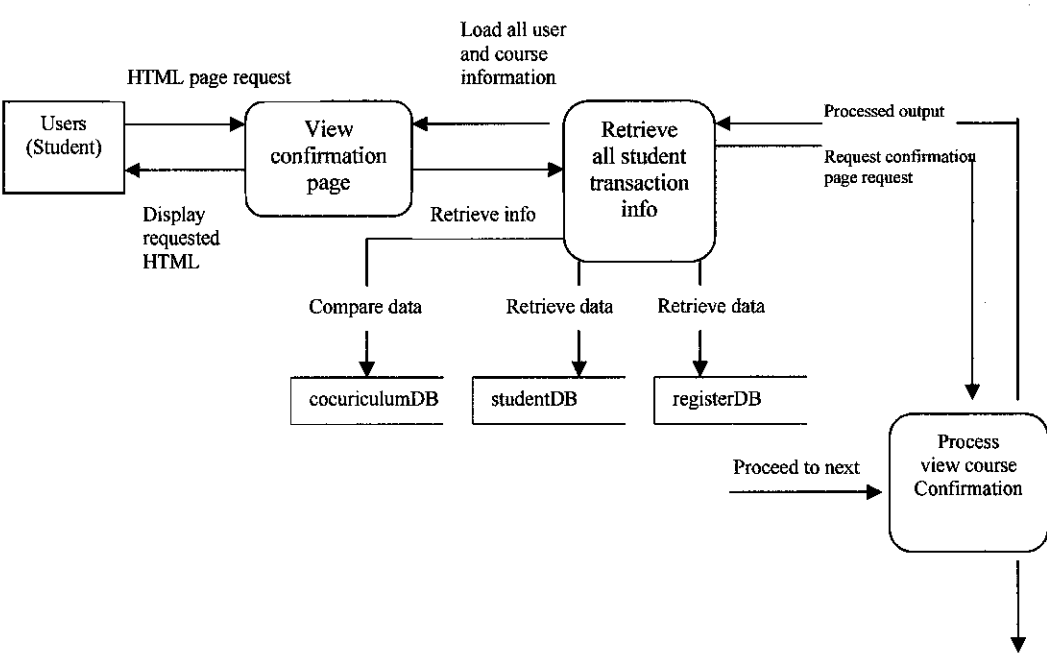 Load all user
and course
information
HTML page request
Users
(Student)
View
confirmation
page
Retrieve
all student
transaction
info
Processed output
Request confirmation
page request
Display
requested
HTML
Retrieve info
Compare data
Retrieve data
Retrieve data
cocuriculumDB
studentDB
registerDB
Proceed to next
Process
view course
Confirmation